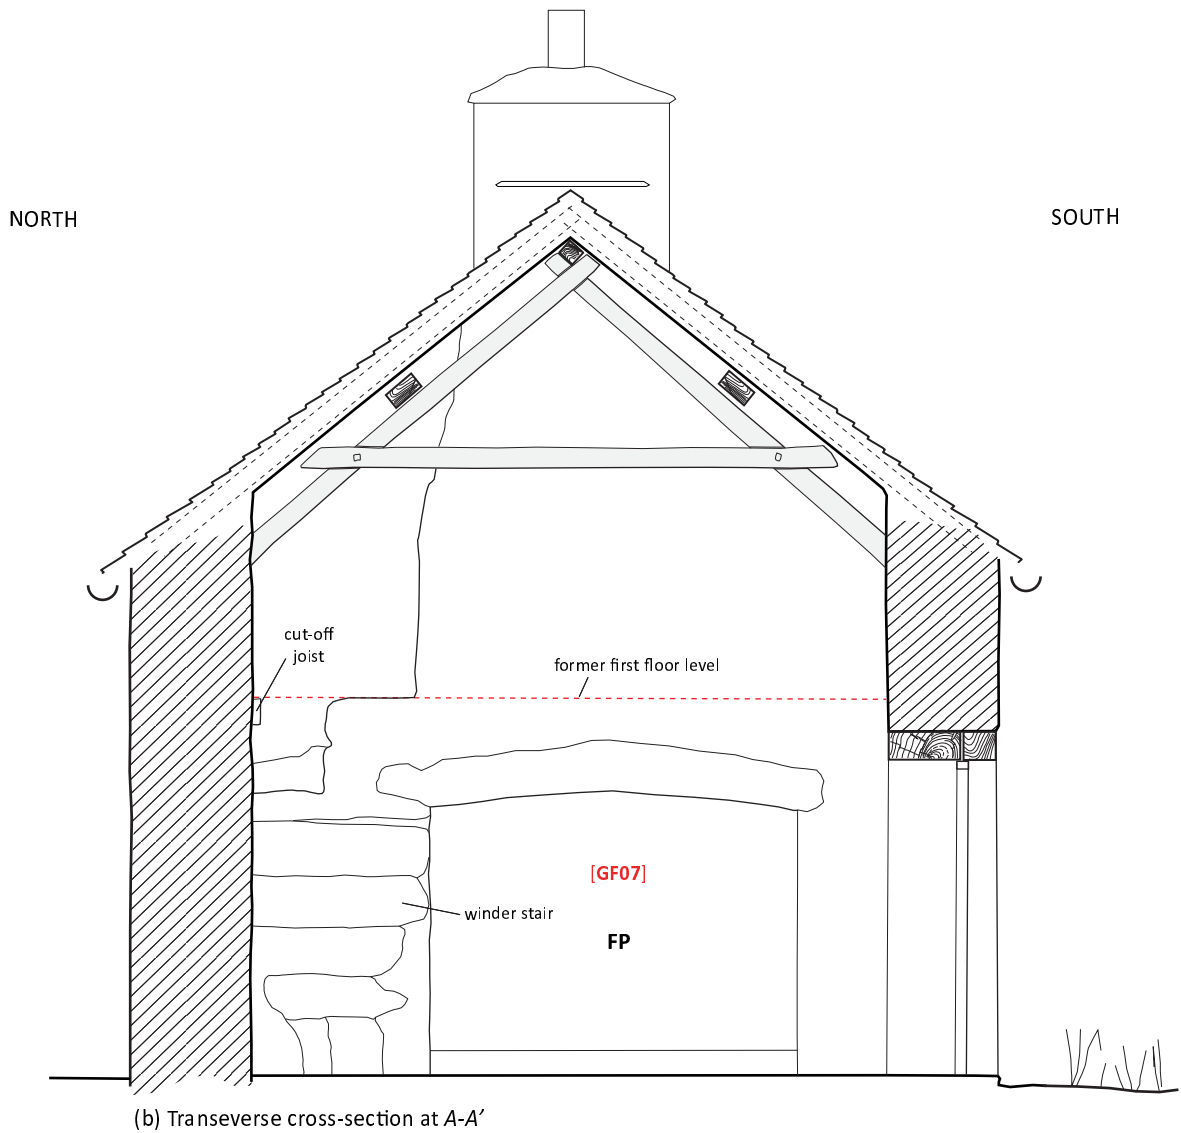 NORTH
SOUTH
cut-off
joist
former first floor level
[GF07]
winder stair
FP
(b) Transeverse cross-section at A-A’